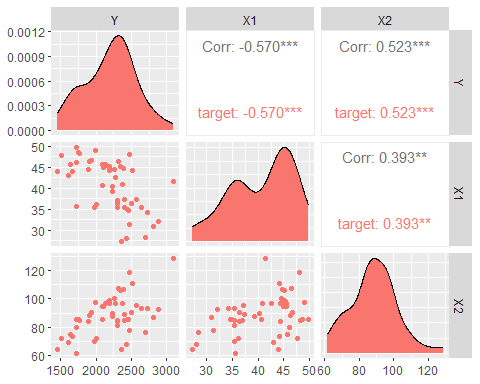 Y X1 X2
0.0012
0.0009
0.0006
0.0003
0.0000
Corr: -0.570***
target: -0.570***
Corr: 0.523***
target: 0.523***
Y
50
45
40
35
30
Corr: 0.393**
target: 0.393**
X1
120
100
80
60
X2
1500 2000 2500 3000 30 35 40 45 50 60 80 100 120